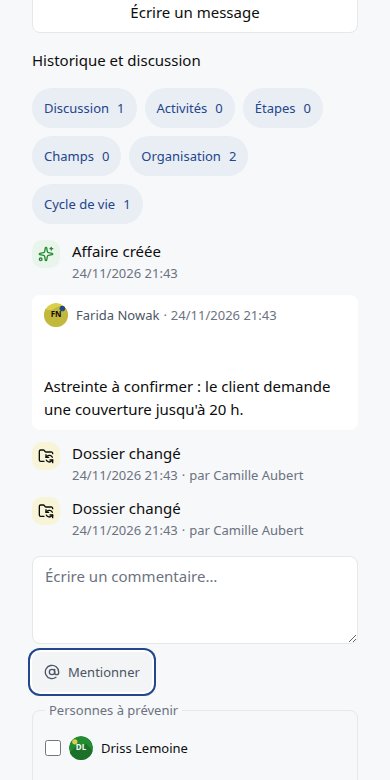 Écrire un message
Historique et discussion
Discussion 1
Activités 0
Étapes 0
Champs 0
Organisation 2
Cycle de vie 1
Affaire créée
24/11/2026 21:43
FN Farida Nowak · 24/11/2026 21:43
Astreinte à confirmer : le client demande
une couverture jusqu'à 20 h.
Dossier changé
24/11/2026 21:43 · par Camille Aubert
Dossier changé
24/11/2026 21:43 · par Camille Aubert
Écrire un commentaire...
@ Mentionner
Personnes à prévenir
DL Driss Lemoine